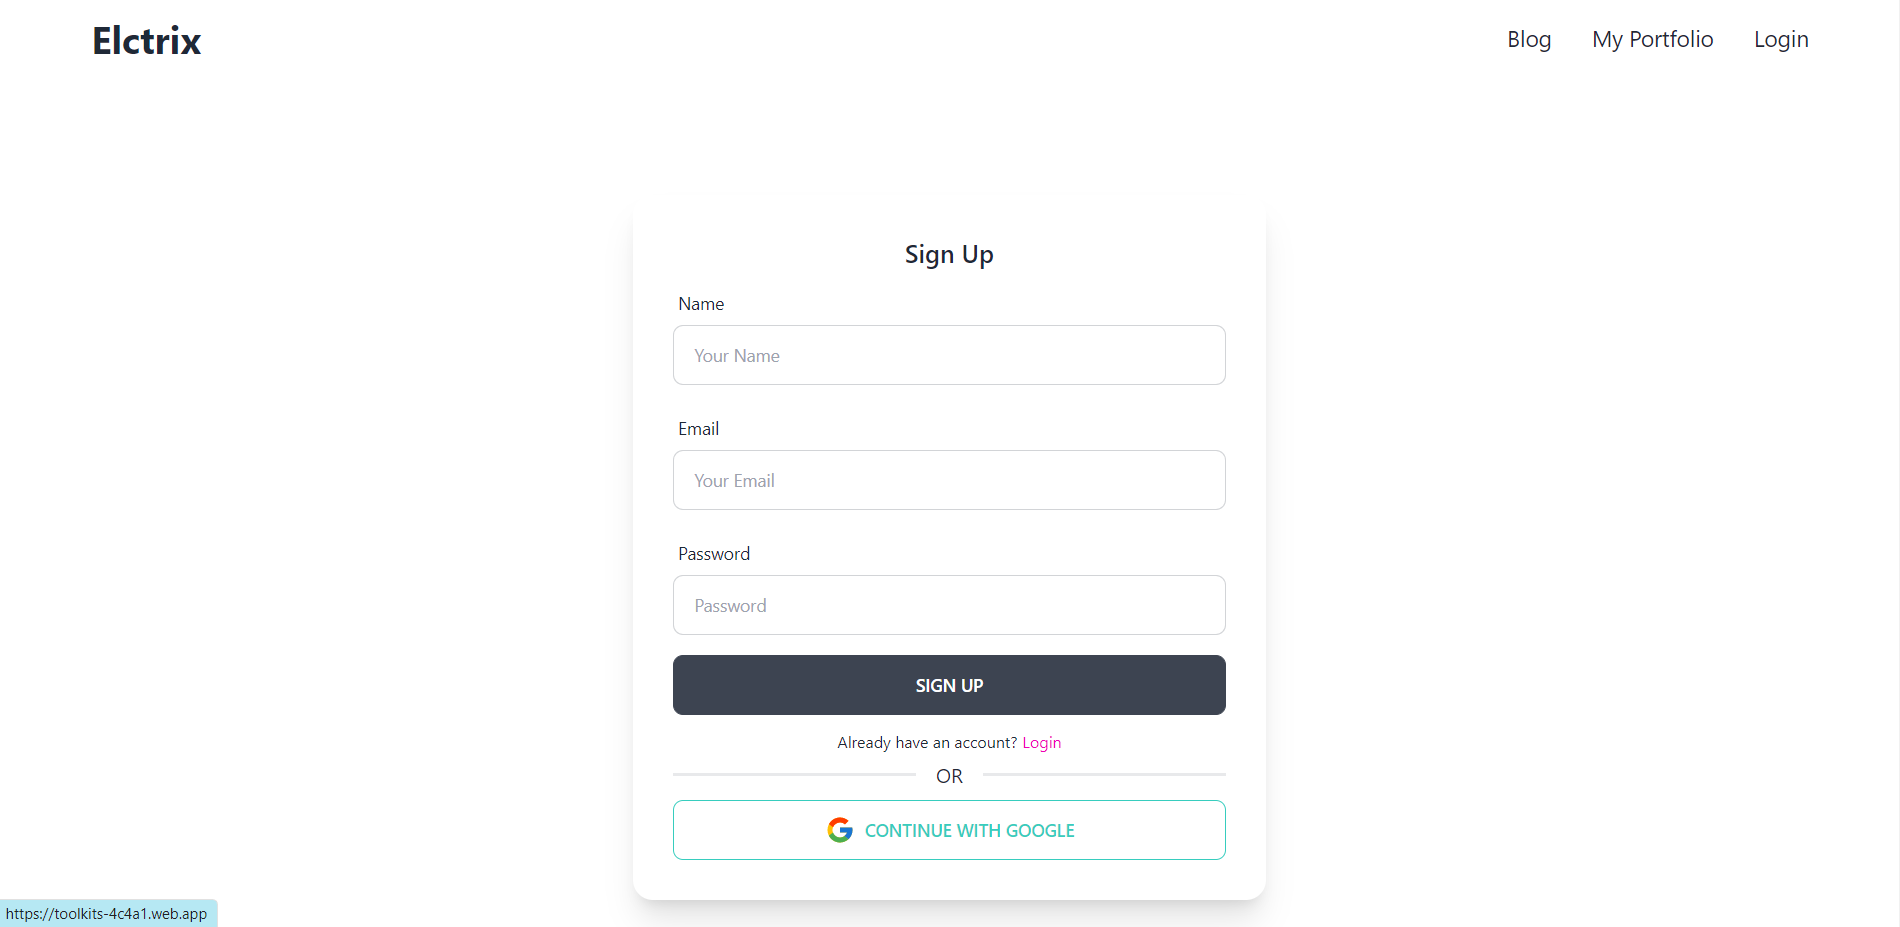 Elctrix
Blog My Portfolio Login
Sign Up
Name
Your Name
Email
Your Email
Password
Password
SIGN UP
Already have an account? Login
OR
CONTINUE WITH GOOGLE
https://toolkits-4c4a1.web.app